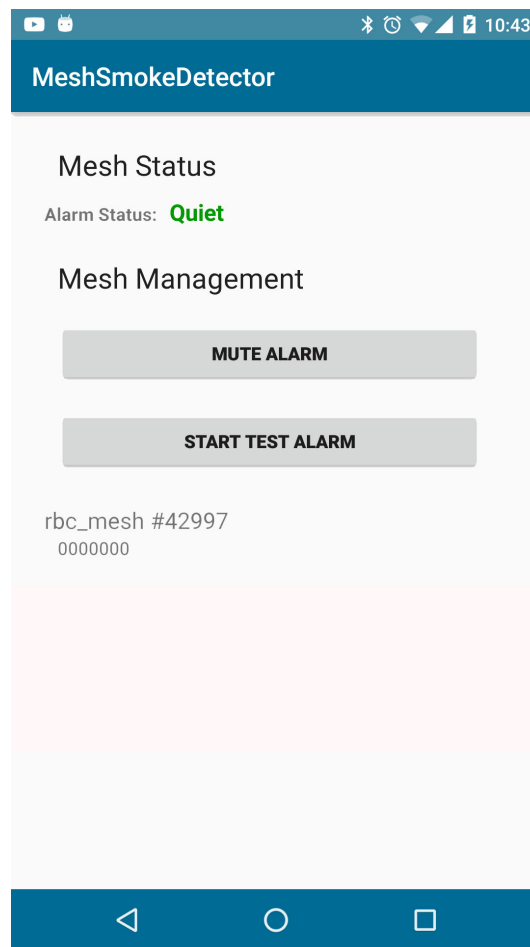 10:43
MeshSmokeDetector
Mesh Status
Alarm Status: Quiet
Mesh Management
MUTE ALARM
START TEST ALARM
rbc_mesh #42997
0000000